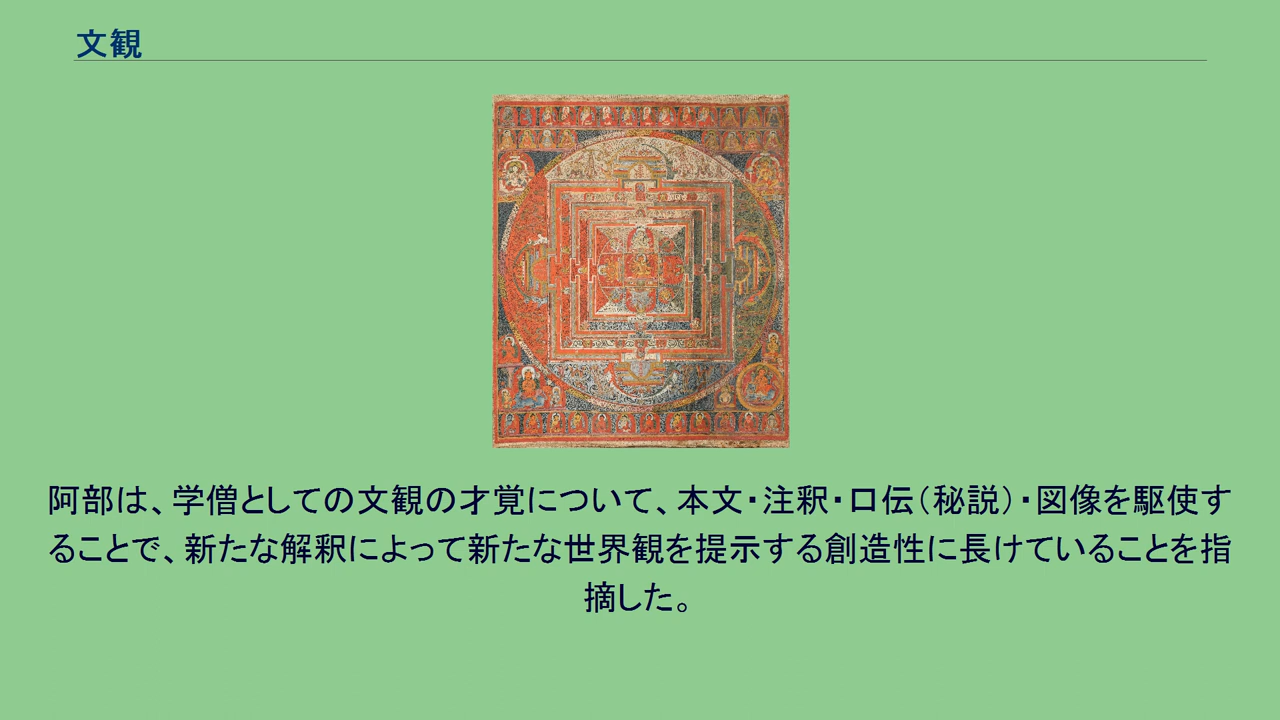 文観
阿部は、学僧としての文観の才覚について、本文・注釈・口伝（秘説）・図像を駆使す
ることで、新たな解釈によって新たな世界観を提示する創造性に長けていることを指
摘した。